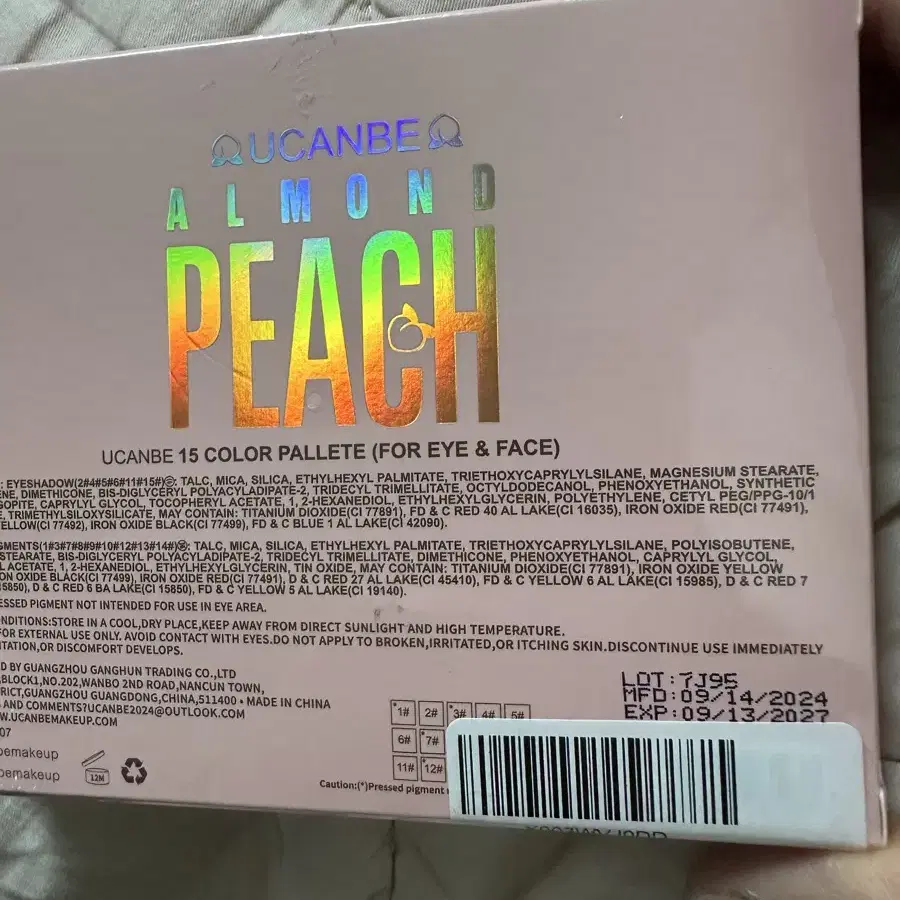 UCANBE
ALMOND
PEACH
UCANBE 15 COLOR PALLETE (FOR EYE & FACE)
: EYESHADOW(2#4#5#6#11#15#) : TALC, MICA, SILICA, ETHYLHEXYL PALMITATE, TRIETHOXYCAPRYLYLSILANE, MAGNESIUM STEARATE,
DIMETHICONE, BIS-DIGLYCERYL POLYACYLADIPATE-2, TRIDECYL TRIMELLITATE, OCTYLDODECANOL, PHENOXYETHANOL, SYNTHETIC
CAPRYLYL GLYCOL, TOCOPHERYL ACETATE, 1, 2-HEXANEDIOL, ETHYLHEXYLGLYCERIN, POLYETHYLENE, CETYL PEG/PPG-10/1
TRIMETHYLSILOXYSILICATE, MAY CONTAIN: TITANIUM DIOXIDE(CI 77891), FD & C RED 40 AL LAKE(CI 16035), IRON OXIDE RED(CI 77491),
(CI 77492), IRON OXIDE BLACK(CI 77499), FD & C BLUE 1 AL LAKE(CI 42090).
GMENTS(1#3#7#8#9#10#12#13#14#) : TALC, MICA, SILICA, ETHYLHEXYL PALMITATE, TRIETHOXYCAPRYLYLSILANE, POLYISOBUTENE,
STEARATE, BIS-DIGLYCERYL POLYACYLADIPATE-2, TRIDECYL TRIMELLITATE, DIMETHICONE, PHENOXYETHANOL, CAPRYLYL GLYCOL,
ACETATE, 1, 2-HEXANEDIOL, ETHYLHEXYLGLYCERIN, TIN OXIDE, MAY CONTAIN: TITANIUM DIOXIDE(CI 77891), IRON OXIDE YELLOW
OXIDE BLACK(CI 77499), IRON OXIDE RED(CI 77491), D & C RED 27 AL LAKE(CI 45410), FD & C YELLOW 6 AL LAKE(CI 15985), D & C RED 7
15850), D & C RED 6 BA LAKE(CI 15850), FD & C YELLOW 5 AL LAKE(CI 19140).
ESSED PIGMENT NOT INTENDED FOR USE IN EYE AREA.
NDITIONS:STORE IN A COOL,DRY PLACE,KEEP AWAY FROM DIRECT SUNLIGHT AND HIGH TEMPERATURE.
FOR EXTERNAL USE ONLY. AVOID CONTACT WITH EYES.DO NOT APPLY TO BROKEN,IRRITATED,OR ITCHING SKIN.DISCONTINUE USE IMMEDIATELY
TATION,OR DISCOMFORT DEVELOPS.
D BY GUANGZHOU GANGHUN TRADING CO.,LTD
BLOCK1,NO.202,WANBO 2ND ROAD,NANCUN TOWN,
RICT,GUANGZHOU GUANGDONG,CHINA,511400 • MADE IN CHINA
AND COMMENTS?UCANBE2024@OUTLOOK.COM
W.UCANBEMAKEUP.COM
07
bemakeup
bemakeup
12M
*1# 2# *3# 4# 5#
6# *7#
11# *12#
Caution:(*)Pressed pigment
LOT:7J95
MFD:09/14/2024
EXP:09/13/2027